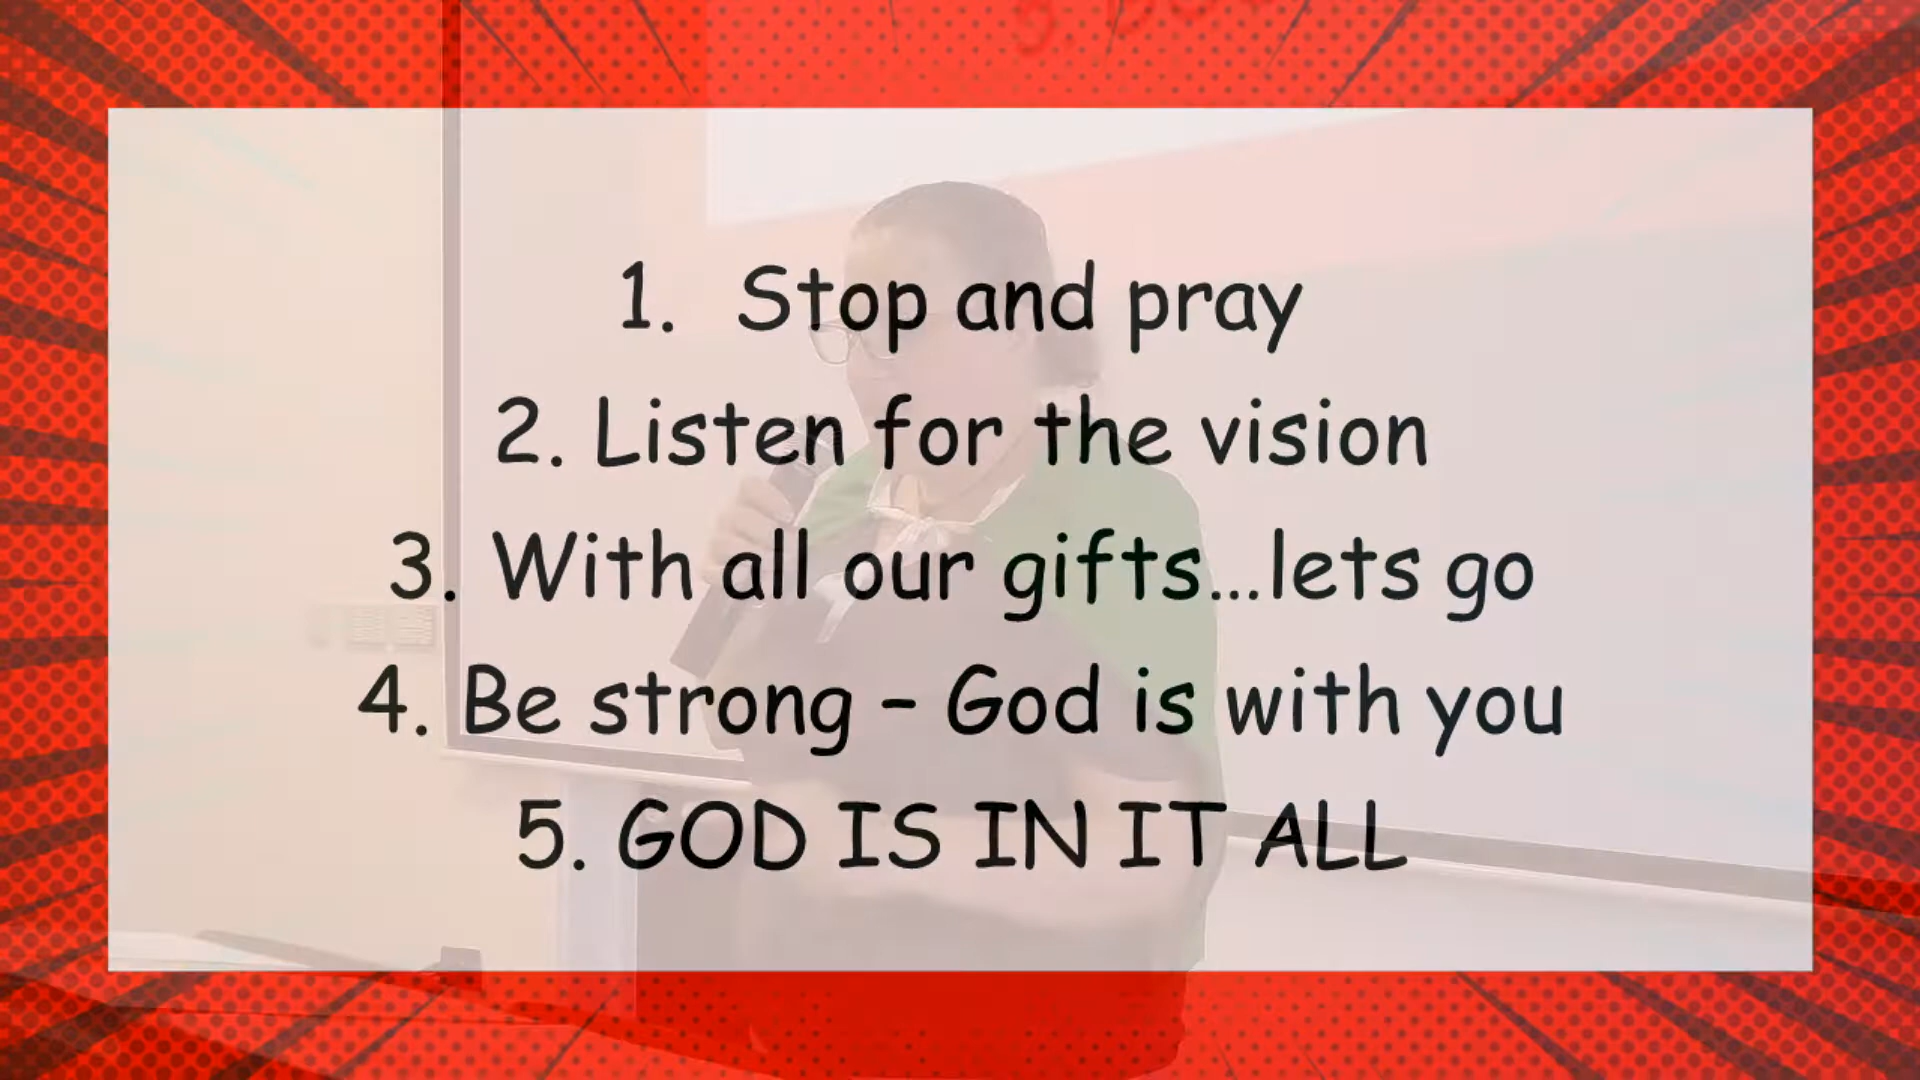 1. Stop and pray
2. Listen for the vision
3. With all our gifts...lets go
4. Be strong – God is with you
5. GOD IS IN IT ALL